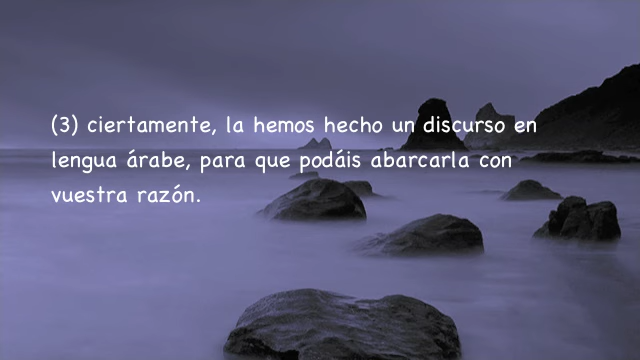 (3) ciertamente, la hemos hecho un discurso en
lengua árabe, para que podáis abarcarla con
vuestra razón.